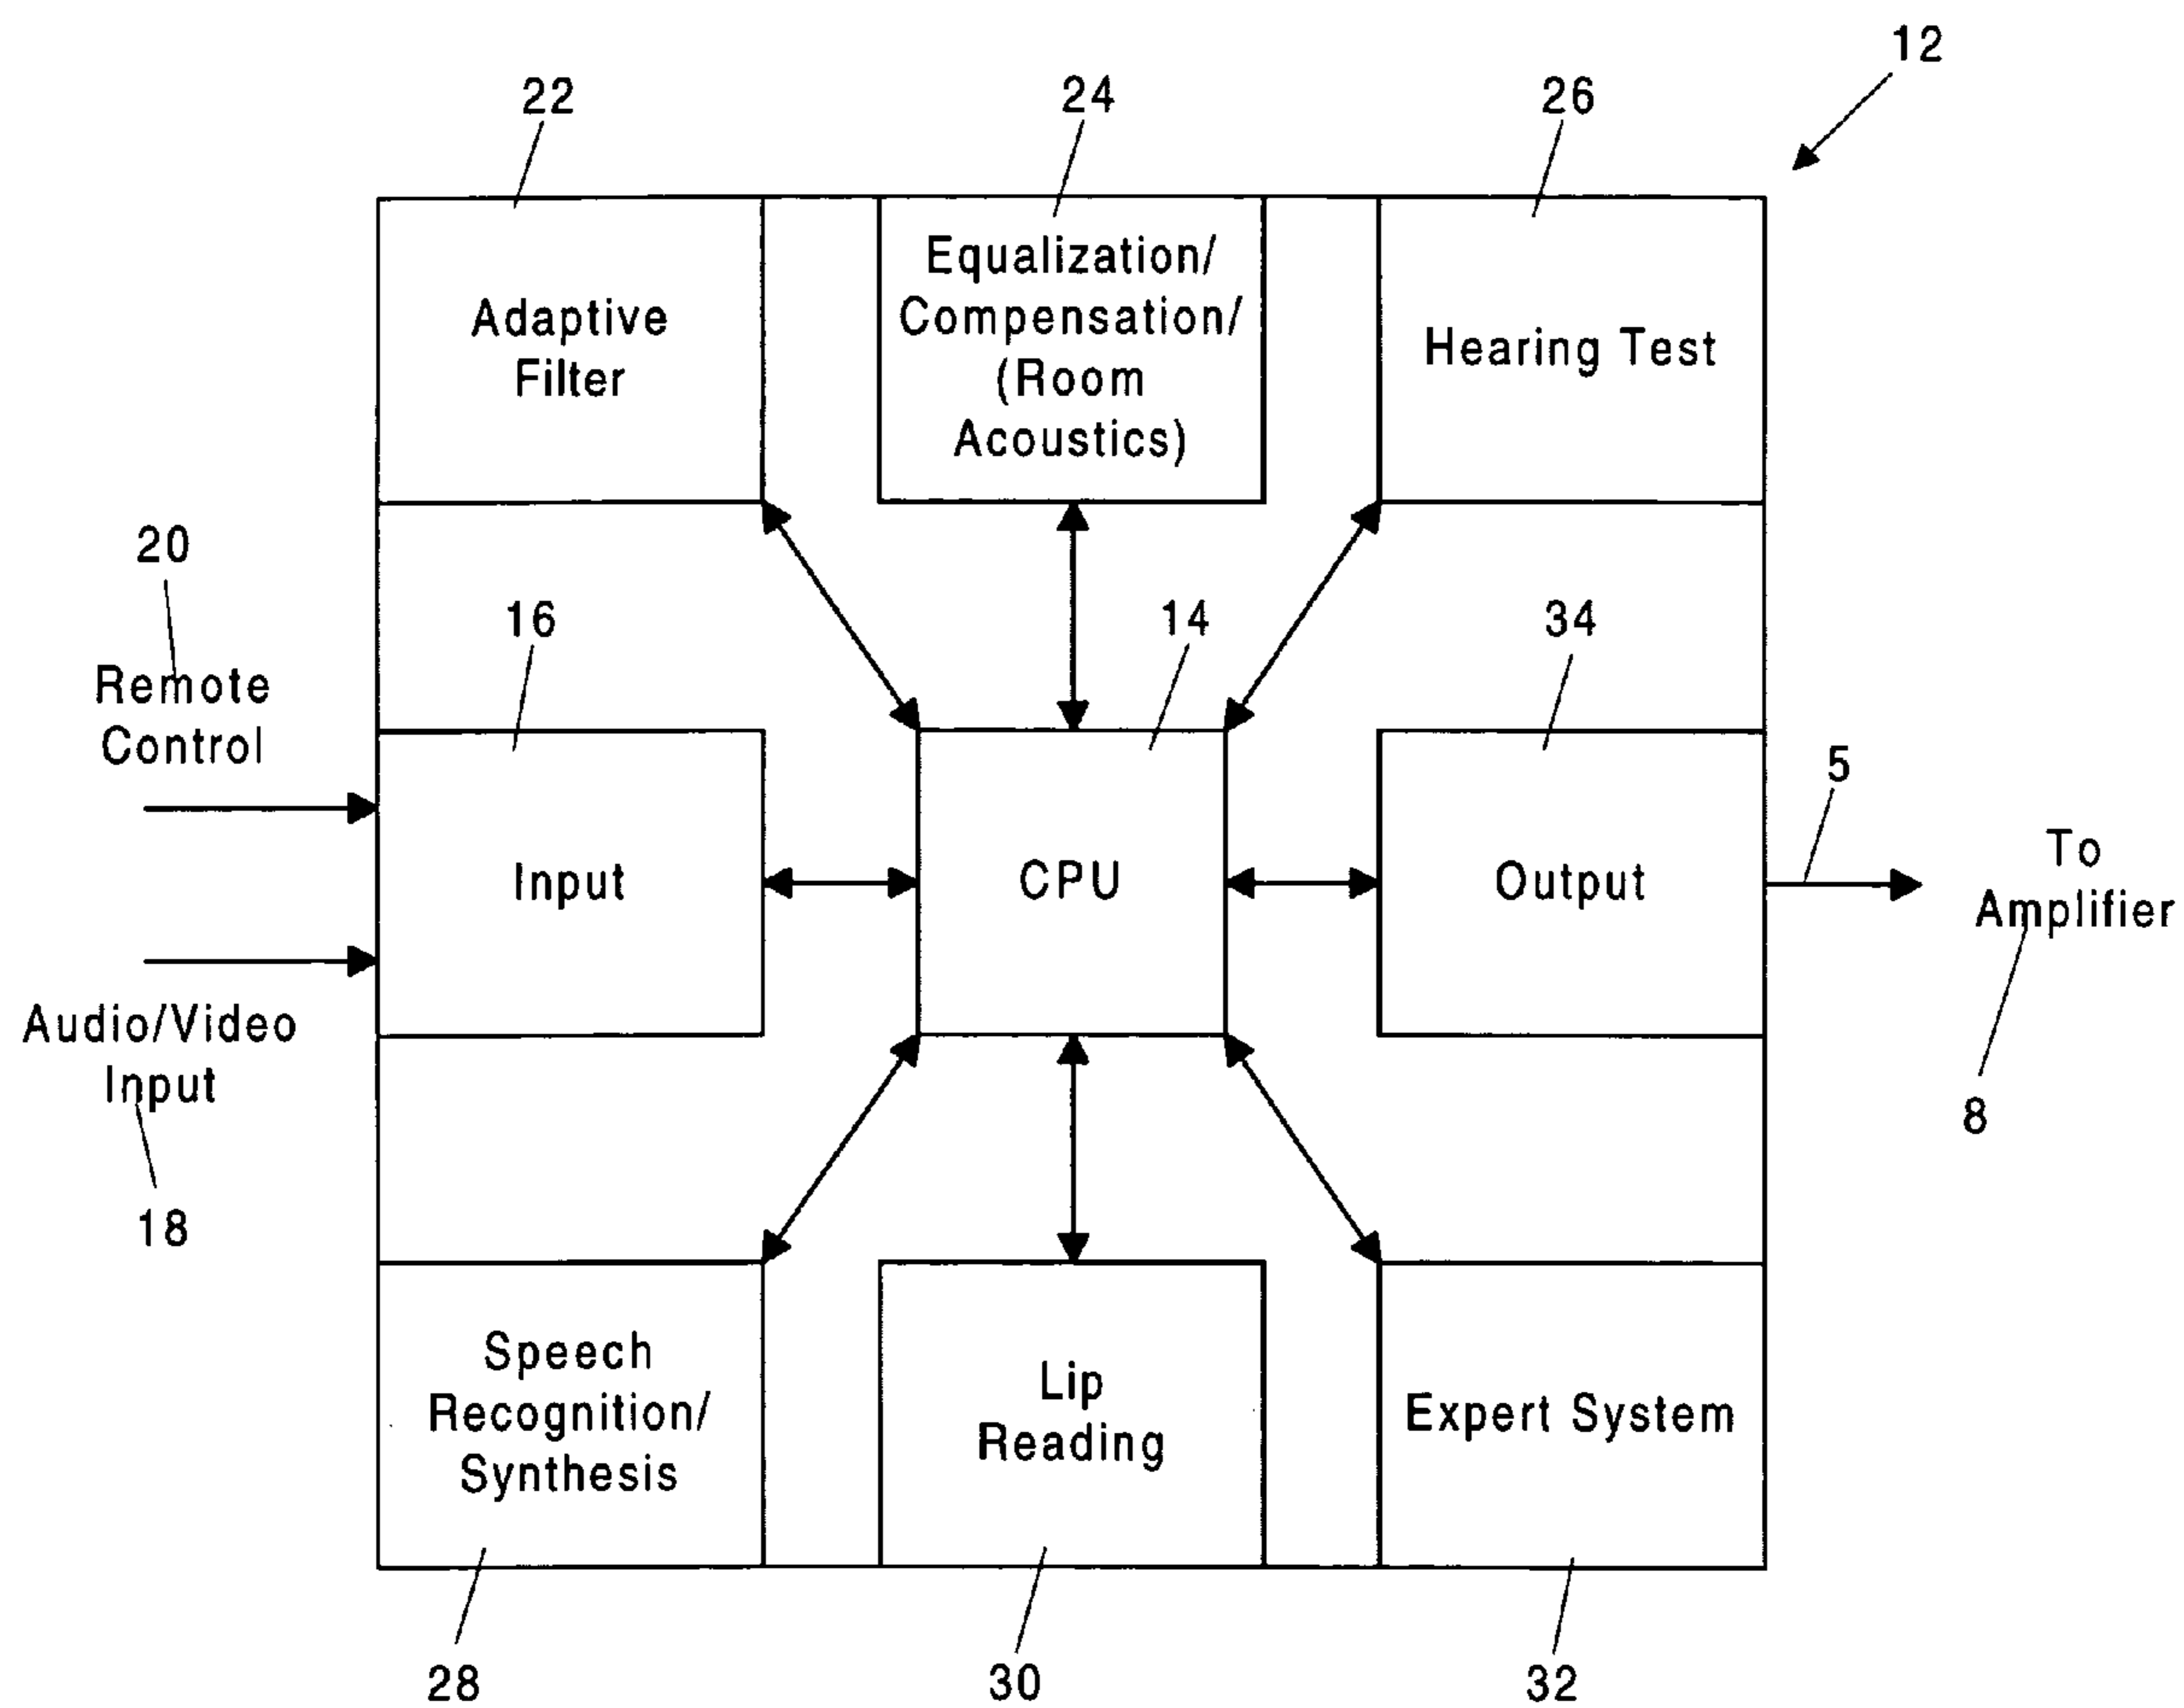 12
22
24
26
Adaptive
Filter
Equalization/
Compensation/
(Room
Acoustics)
Hearing Test
20
Remote
Control
16
14
34
5
Input
CPU
Output
To
Amplifier
8
Audio/Video
Input
18
Speech
Recognition/
Synthesis
Lip
Reading
Expert System
28
30
32